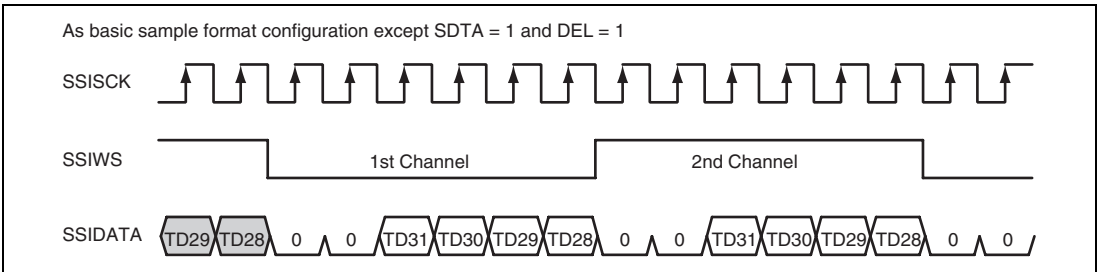 As basic sample format configuration except SDTA = 1 and DEL = 1
SSISCK
SSIWS 1st Channel 2nd Channel
SSIDATA TD29 TD28 0 0 TD31 TD30 TD29 TD28 0 0 TD31 TD30 TD29 TD28 0 0